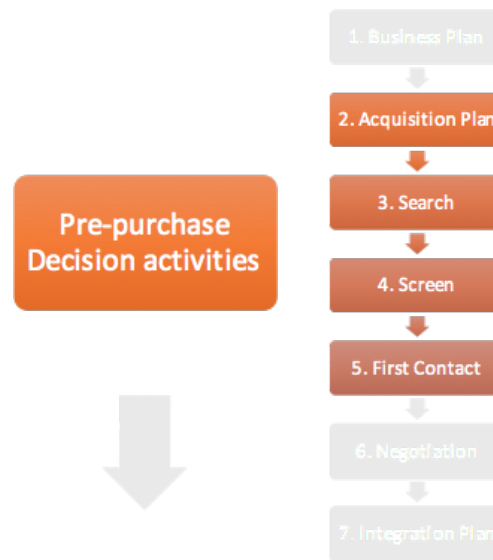 1. Business Plan
2. Acquisition Plan
3. Search
Pre-purchase
Decision activities
4. Screen
5. First Contact
6. Negotiation
7. Integration Plan